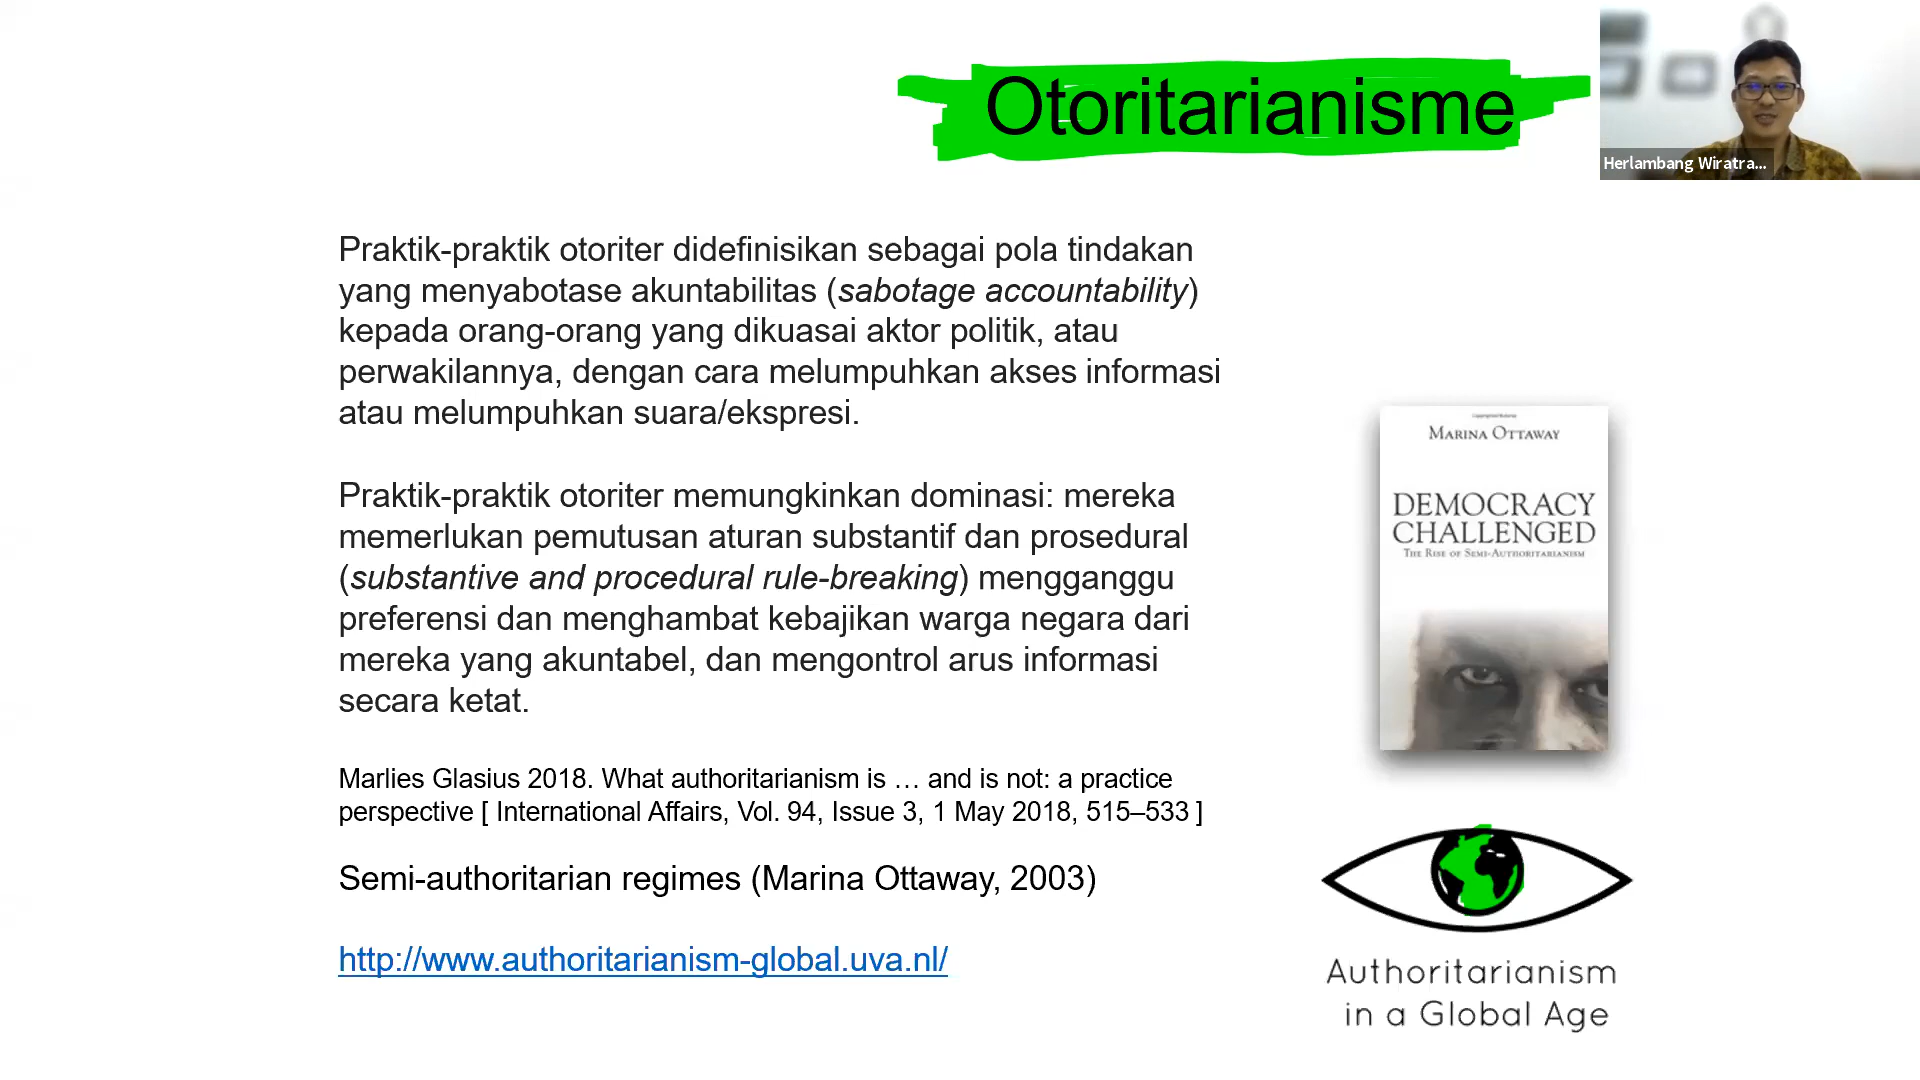 Otoritarianisme
Herlambang Wiratra...
Praktik-praktik otoriter didefinisikan sebagai pola tindakan
yang menyabotase akuntabilitas (sabotage accountability)
kepada orang-orang yang dikuasai aktor politik, atau
perwakilannya, dengan cara melumpuhkan akses informasi
atau melumpuhkan suara/ekspresi.
Praktik-praktik otoriter memungkinkan dominasi: mereka
memerlukan pemutusan aturan substantif dan prosedural
(substantive and procedural rule-breaking) mengganggu
preferensi dan menghambat kebajikan warga negara dari
mereka yang akuntabel, dan mengontrol arus informasi
secara ketat.
Marlies Glasius 2018. What authoritarianism is … and is not: a practice
perspective [ International Affairs, Vol. 94, Issue 3, 1 May 2018, 515–533 ]
Semi-authoritarian regimes (Marina Ottaway, 2003)
http://www.authoritarianism-global.uva.nl/
MARINA OTTAWAY
DEMOCRACY
CHALLENGED
THE RISE OF SEMI-AUTHORITARIANISM
Authoritarianism
in a Global Age